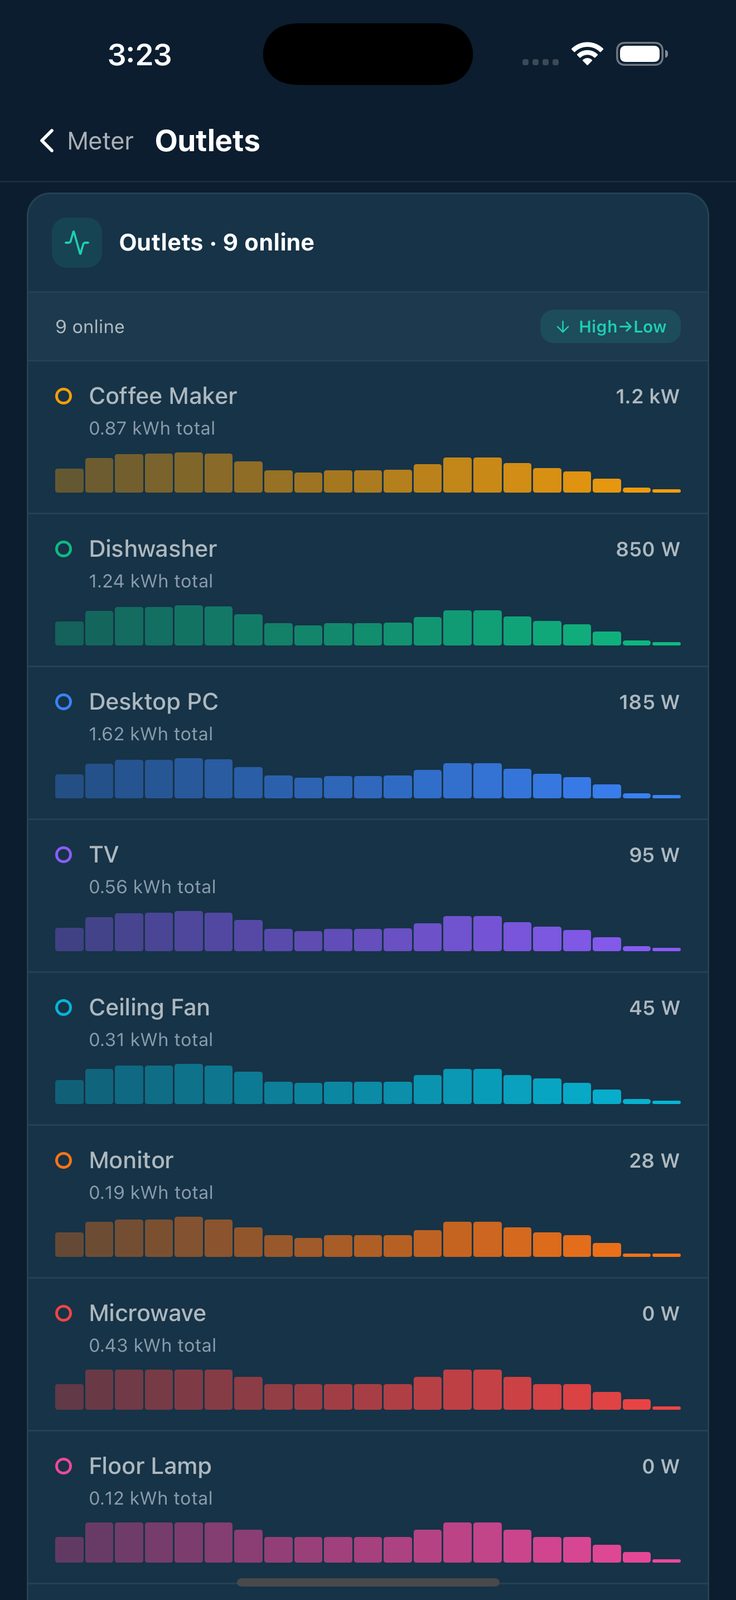 3:23
Meter Outlets
Outlets · 9 online
9 online ↓ High→Low
Coffee Maker 1.2 kW
0.87 kWh total
Dishwasher 850 W
1.24 kWh total
Desktop PC 185 W
1.62 kWh total
TV 95 W
0.56 kWh total
Ceiling Fan 45 W
0.31 kWh total
Monitor 28 W
0.19 kWh total
Microwave 0 W
0.43 kWh total
Floor Lamp 0 W
0.12 kWh total